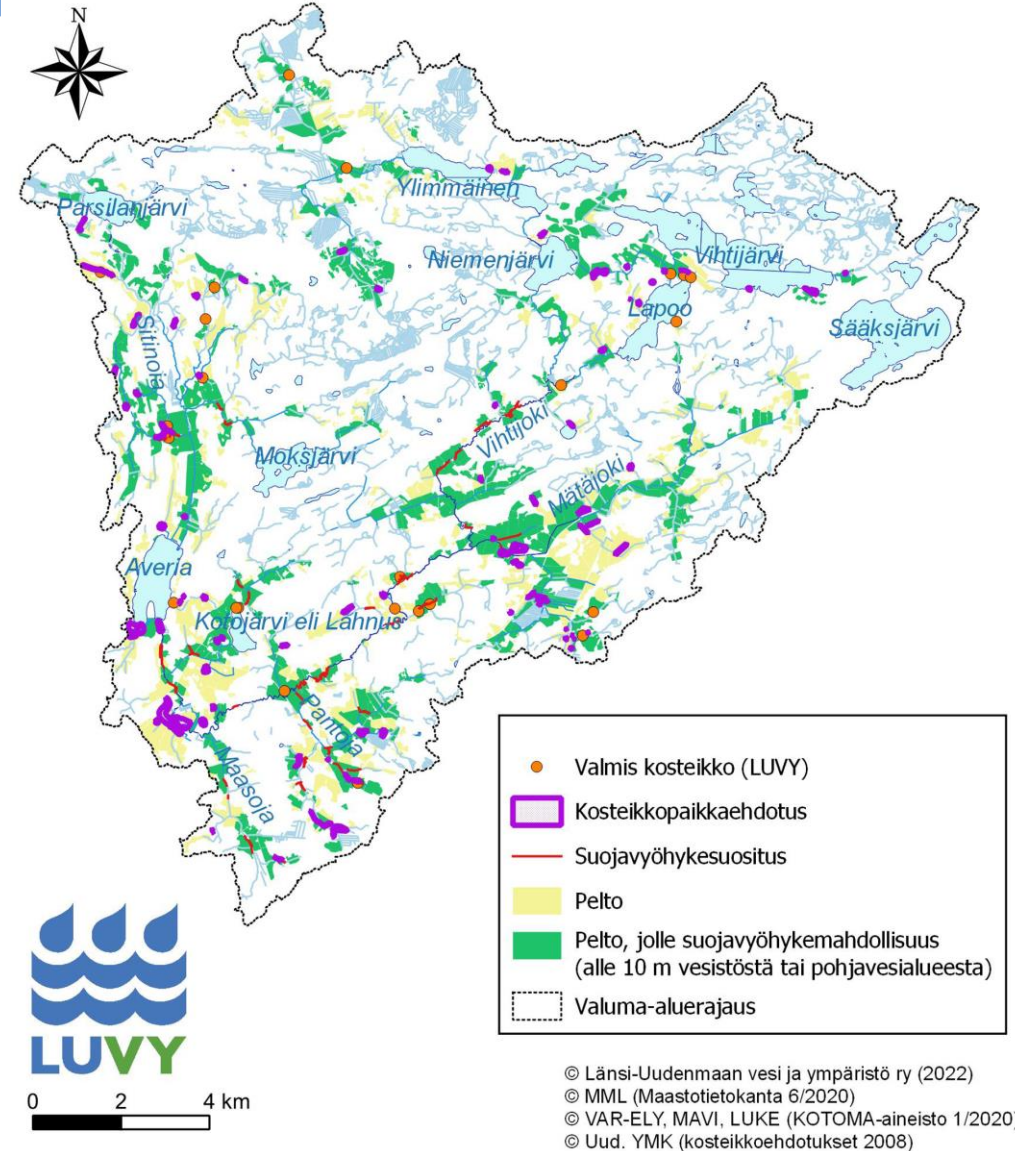 N
Ylimmäinen
Parsilanjärvi
Niemenjärvi
Vihtijärvi
Lapoo
Sääksjärvi
Siitinoja
Vihtijoki
Moksjärvi
Mätäjoki
Averia
Kotojärvi eli Lahnus
Pantoja
Maasoja
Valmis kosteikko (LUVY)
Kosteikkopaikkaehdotus
Suojavyöhykesuositus
Pelto
Pelto, jolle suojavyöhykemahdollisuus
(alle 10 m vesistöstä tai pohjavesialueesta)
Valuma-aluerajaus
LUVY
0 2 4 km
© Länsi-Uudenmaan vesi ja ympäristö ry (2022)
© MML (Maastotietokanta 6/2020)
© VAR-ELY, MAVI, LUKE (KOTOMA-aineisto 1/2020)
© Uud. YMK (kosteikkoehdotukset 2008)